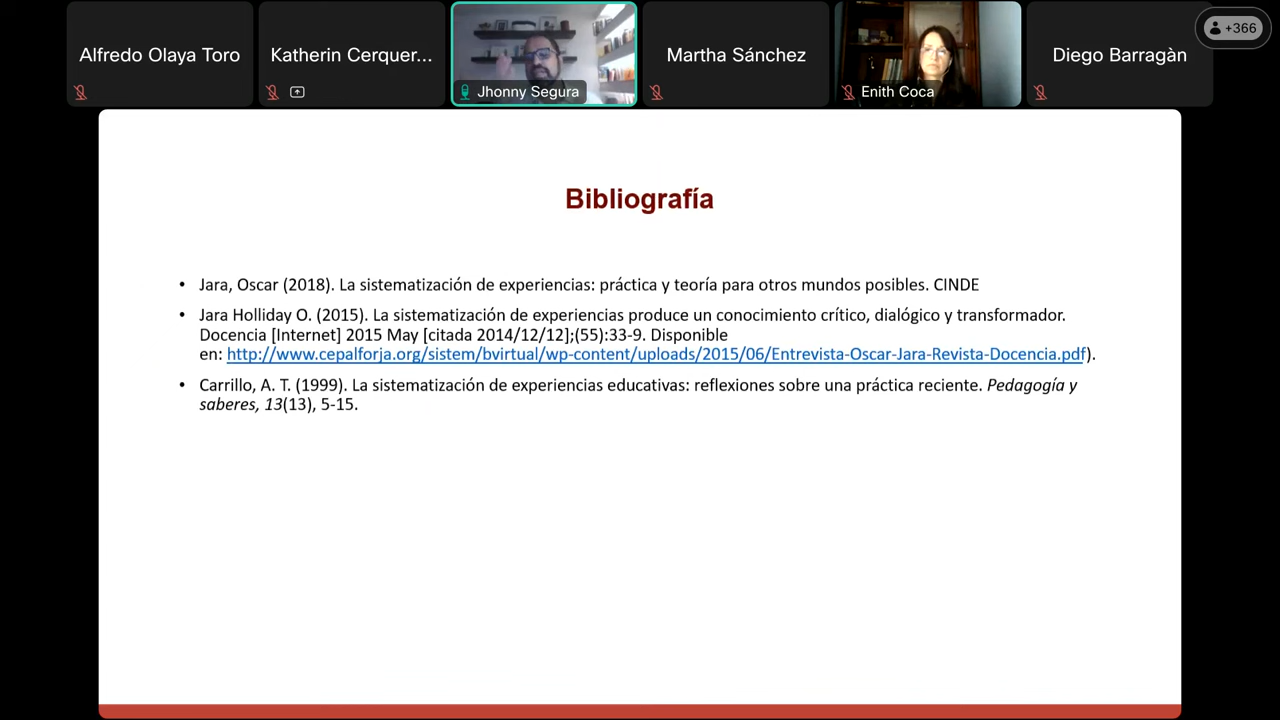 Alfredo Olaya Toro
Katherin Cerquer...
Jhonny Segura
Martha Sánchez
Enith Coca
Diego Barragàn
+366
Bibliografía
• Jara, Oscar (2018). La sistematización de experiencias: práctica y teoría para otros mundos posibles. CINDE
• Jara Holliday O. (2015). La sistematización de experiencias produce un conocimiento crítico, dialógico y transformador.
Docencia [Internet] 2015 May [citada 2014/12/12];(55):33-9. Disponible
en: http://www.cepalforja.org/sistem/bvirtual/wp-content/uploads/2015/06/Entrevista-Oscar-Jara-Revista-Docencia.pdf).
• Carrillo, A. T. (1999). La sistematización de experiencias educativas: reflexiones sobre una práctica reciente. Pedagogía y
saberes, 13(13), 5-15.